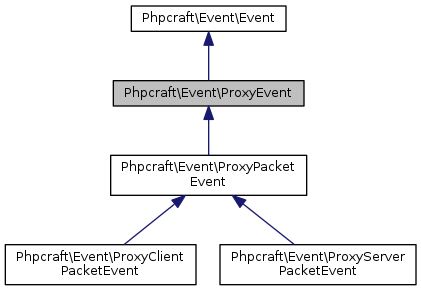 Phpcraft\Event\Event
Phpcraft\Event\ProxyEvent
Phpcraft\Event\ProxyPacket
Event
Phpcraft\Event\ProxyClient
PacketEvent
Phpcraft\Event\ProxyServer
PacketEvent